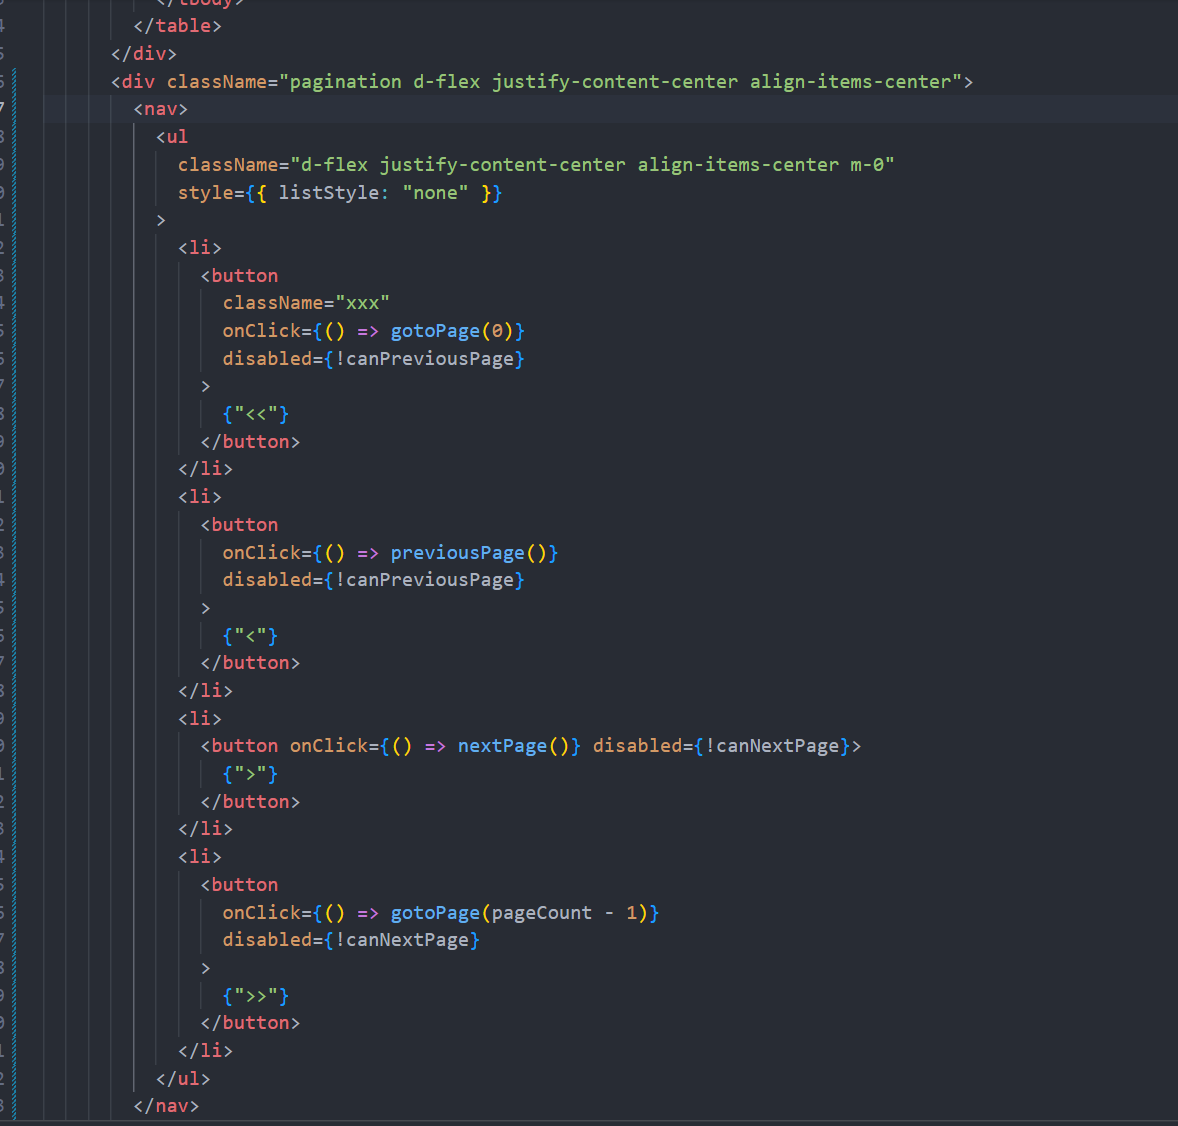 </tbody>
</table>
</div>
<div className="pagination d-flex justify-content-center align-items-center">
<nav>
<ul
className="d-flex justify-content-center align-items-center m-0"
style={{ listStyle: "none" }}
>
<li>
<button
className="xxx"
onClick={() => gotoPage(0)}
disabled={!canPreviousPage}
>
{"<<"}
</button>
</li>
<li>
<button
onClick={() => previousPage()}
disabled={!canPreviousPage}
>
{"<"}
</button>
</li>
<li>
<button onClick={() => nextPage()} disabled={!canNextPage}>
{">"}
</button>
</li>
<li>
<button
onClick={() => gotoPage(pageCount - 1)}
disabled={!canNextPage}
>
{">>"}
</button>
</li>
</ul>
</nav>